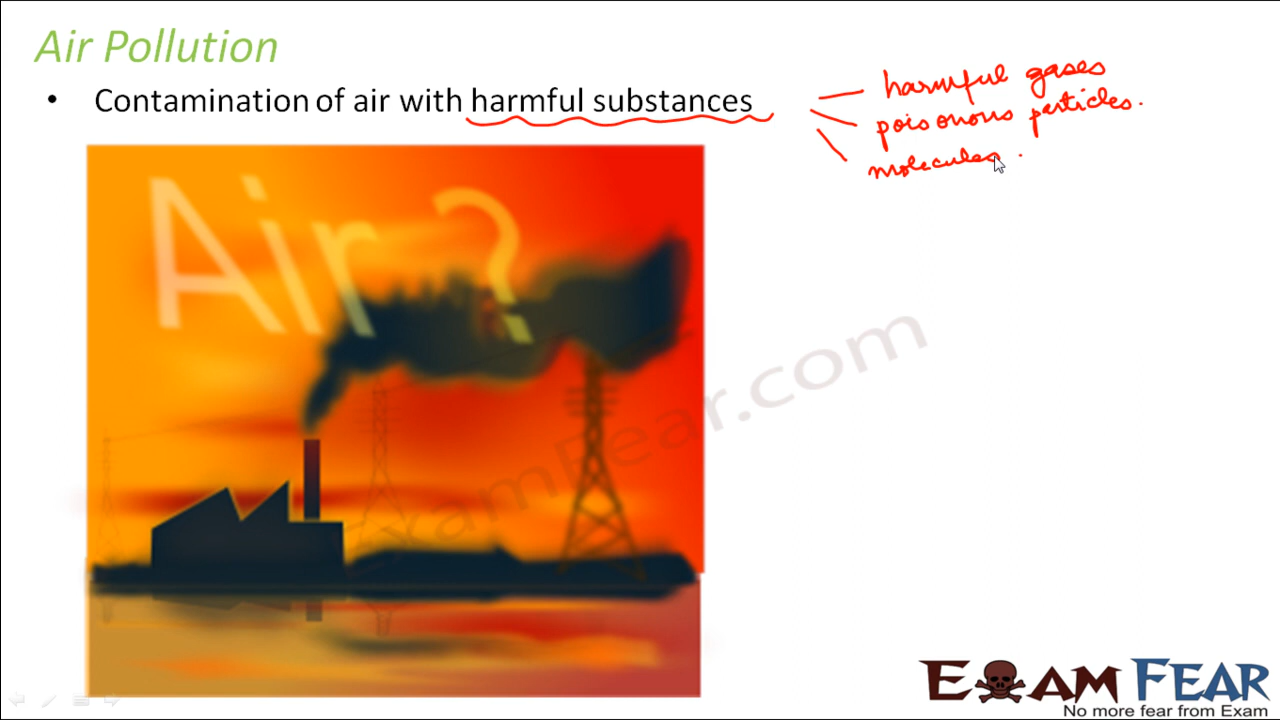 Air Pollution
• Contamination of air with harmful substances
harmful gases
poisonous particles.
molecules.
Air ?
ExamFear.com
EXAM FEAR
No more fear from Exam